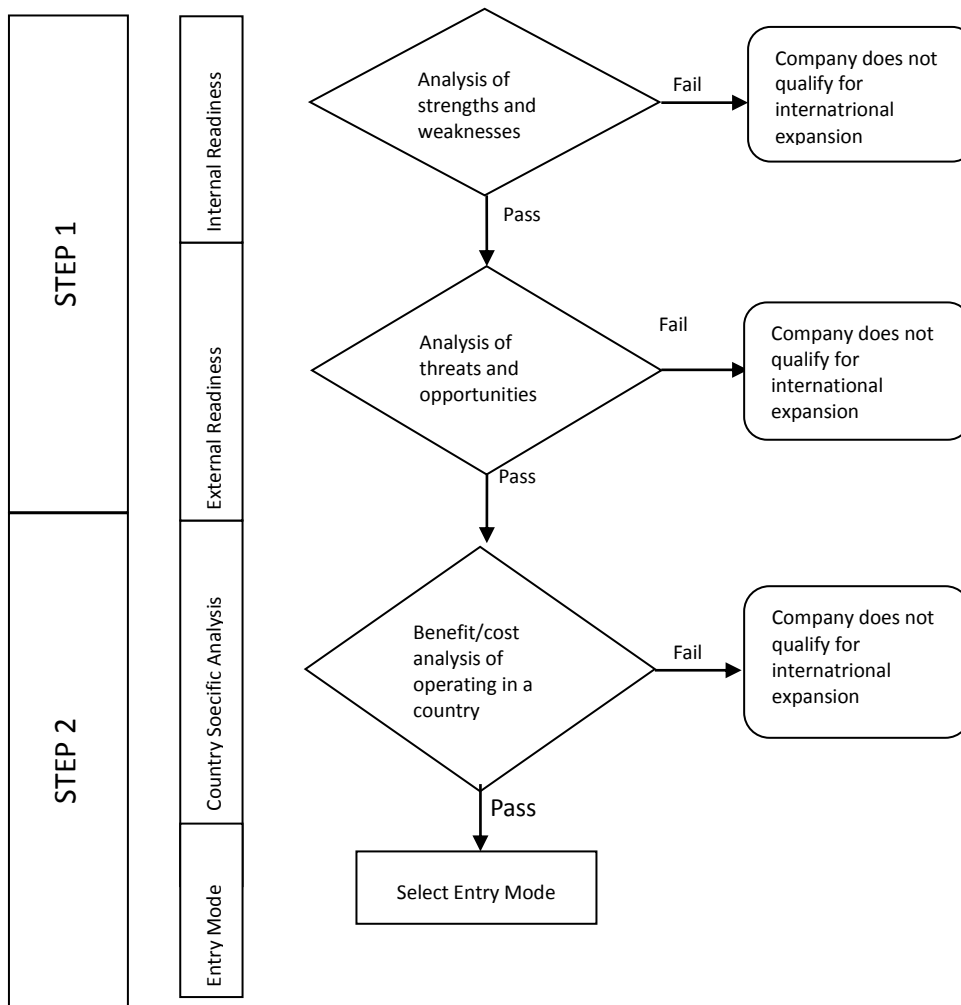 STEP 1
Internal Readiness
Analysis of
strengths and
weaknesses
Fail
Company does not
qualify for
internatrional
expansion
Pass
External Readiness
Analysis of
threats and
opportunities
Fail
Company does not
qualify for
international
expansion
Pass
STEP 2
Country Soecific Analysis
Benefit/cost
analysis of
operating in a
country
Fail
Company does not
qualify for
internatrional
expansion
Pass
Entry Mode
Select Entry Mode